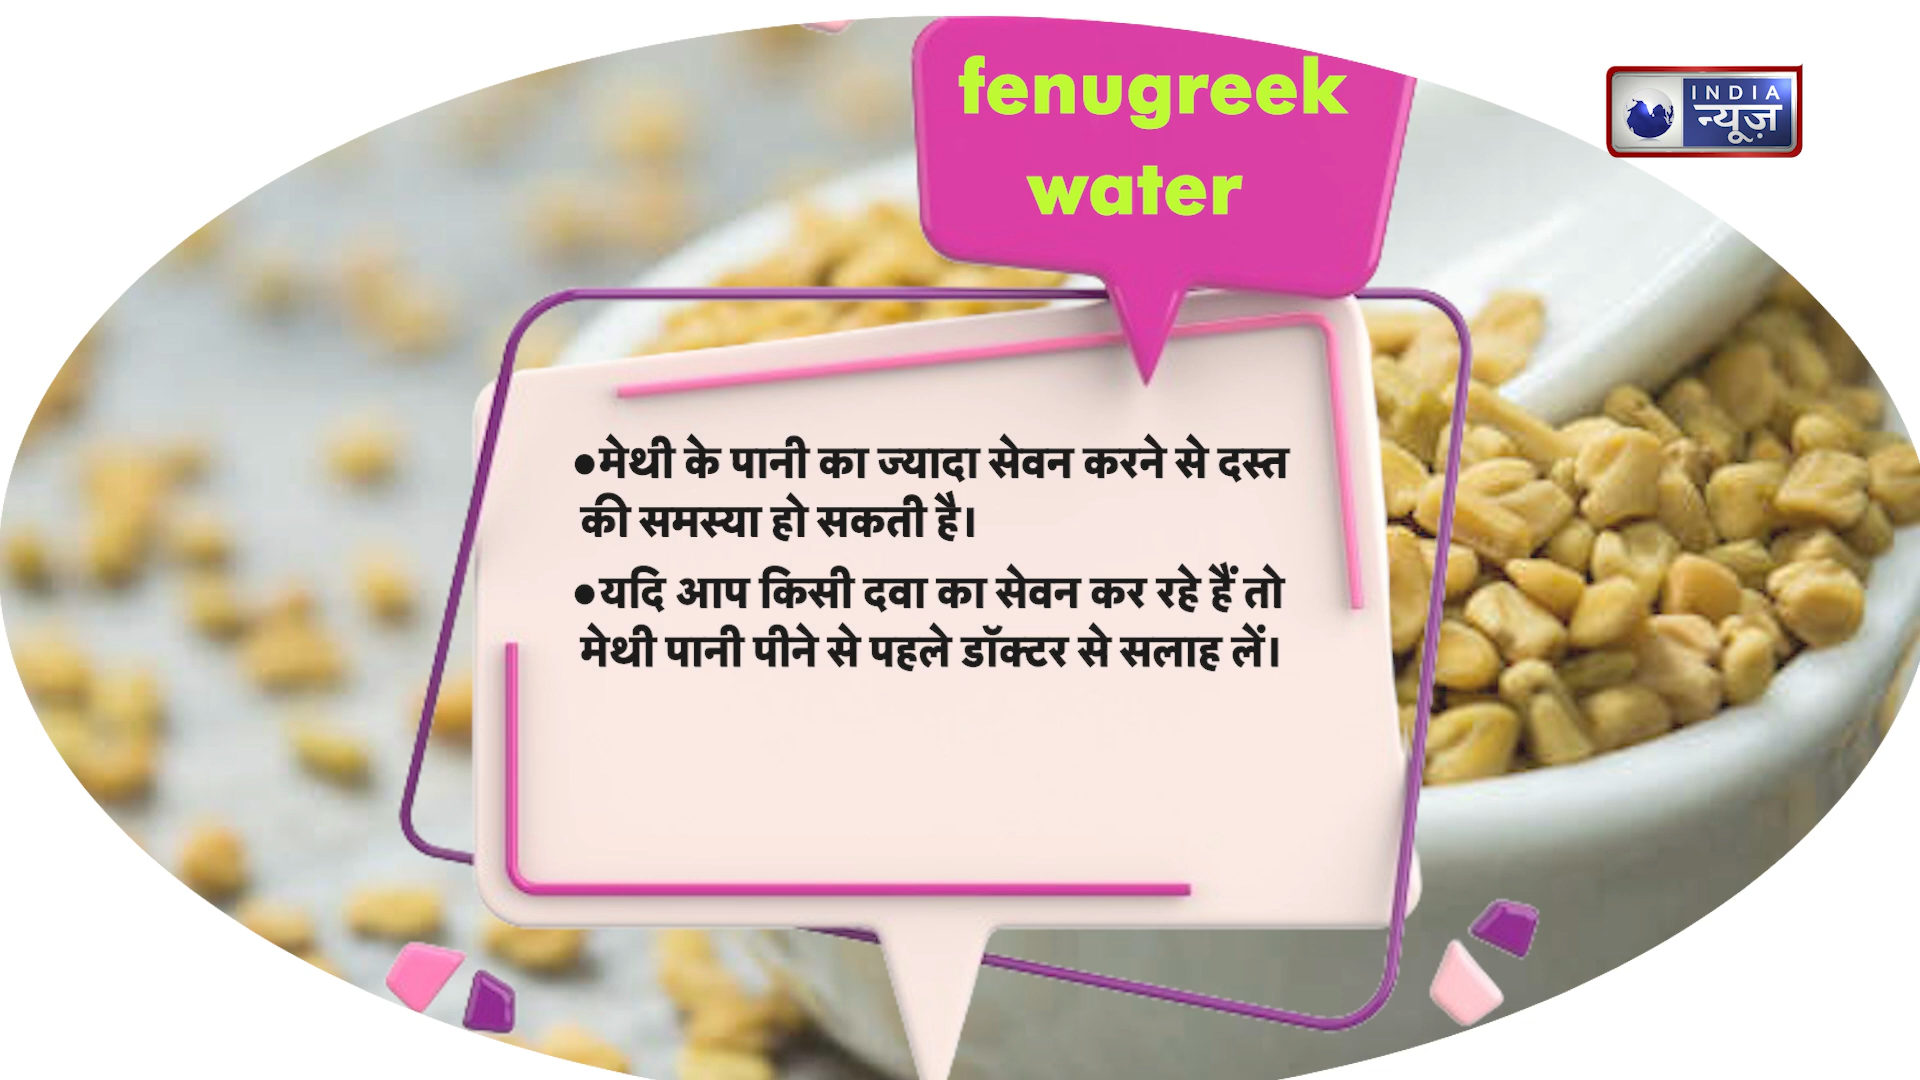 fenugreek
water
INDIA
न्यूज़
•मेथी के पानी का ज्यादा सेवन करने से दस्त
की समस्या हो सकती है।
•यदि आप किसी दवा का सेवन कर रहे हैं तो
मेथी पानी पीने से पहले डॉक्टर से सलाह लें।